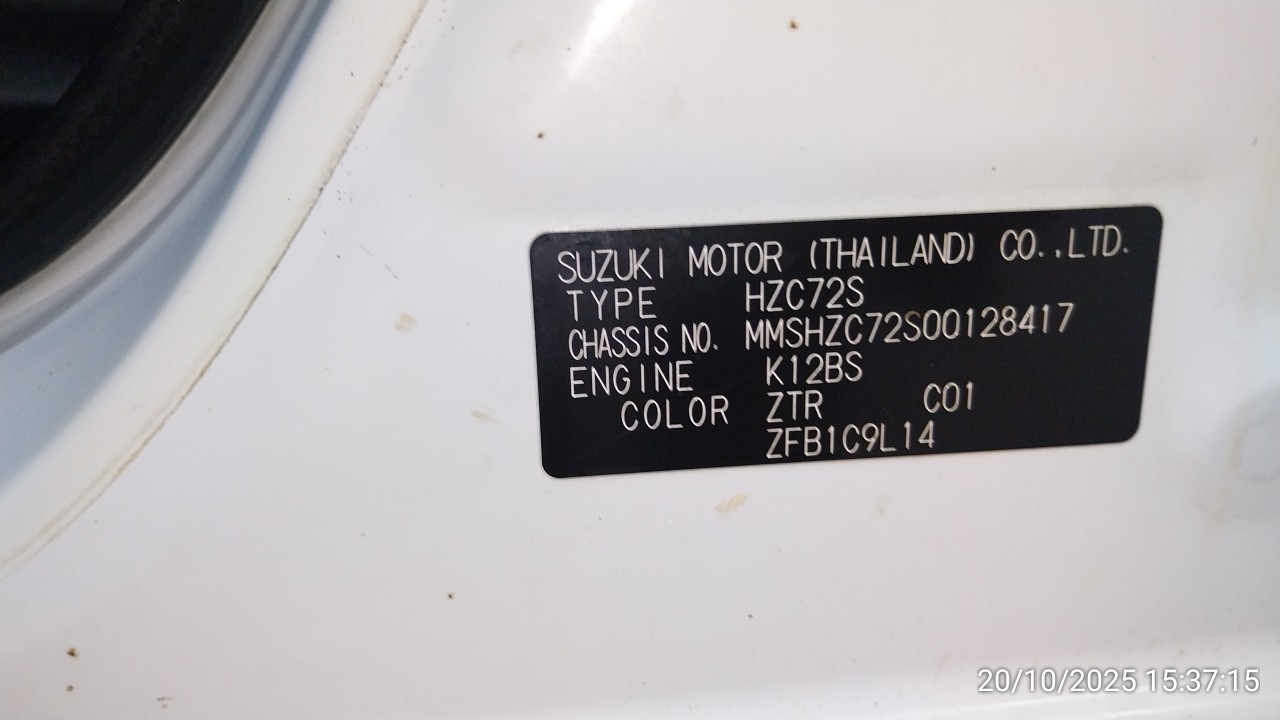 SUZUKI MOTOR (THAILAND) CO.,LTD.
TYPE HZC72S
CHASSIS NO. MMSHZC72S00128417
ENGINE K12BS
COLOR ZTR C01
ZFB1C9L14
20/10/2025 15:37:15